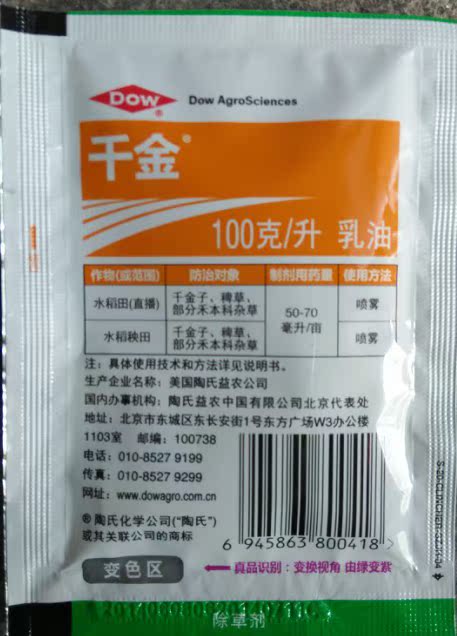 DOW®
Dow AgroSciences
千金®
100克/升 乳油
作物(或范围) 防治对象 制剂用药量 使用方法
水稻田(直播) 千金子、稗草、部分禾本科杂草 50-70毫升/亩 喷雾
水稻秧田 千金子、稗草、部分禾本科杂草 喷雾
注：具体使用技术和方法详见说明书。
生产企业名称：美国陶氏益农公司
国内办事机构：陶氏益农中国有限公司北京代表处
地址：北京市东城区东长安街1号东方广场W3办公楼
1103室 邮编：100738
电话：010-8527 9199
传真：010-8527 9299
网址：www.dowagro.com.cn
®陶氏化学公司("陶氏")
或其关联公司的商标
6 945863 800418 >
变色区
真品识别：变换视角 由绿变紫
除草剂